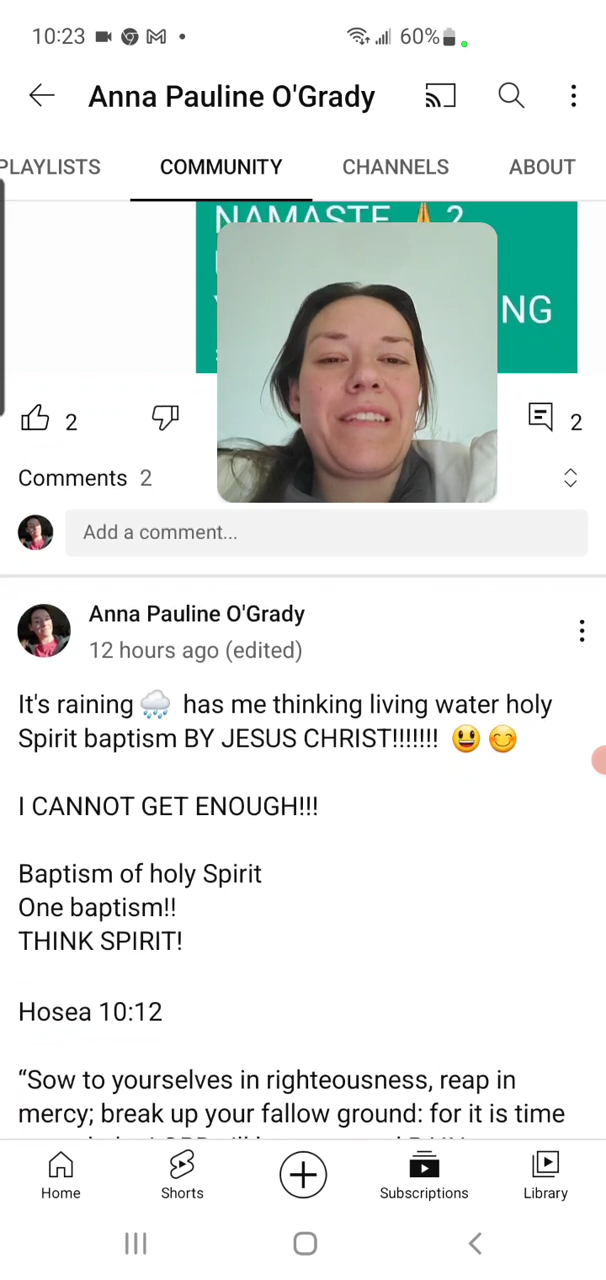 10:23
60%
Anna Pauline O'Grady
PLAYLISTS COMMUNITY CHANNELS ABOUT
NAMASTE 🙏 ?
NG
2
2
Comments 2
Add a comment...
Anna Pauline O'Grady
12 hours ago (edited)
It's raining 🌧️ has me thinking living water holy
Spirit baptism BY JESUS CHRIST!!!!!!! 😃 😊
I CANNOT GET ENOUGH!!!
Baptism of holy Spirit
One baptism!!
THINK SPIRIT!
Hosea 10:12
“Sow to yourselves in righteousness, reap in
mercy; break up your fallow ground: for it is time
Home Shorts Subscriptions Library